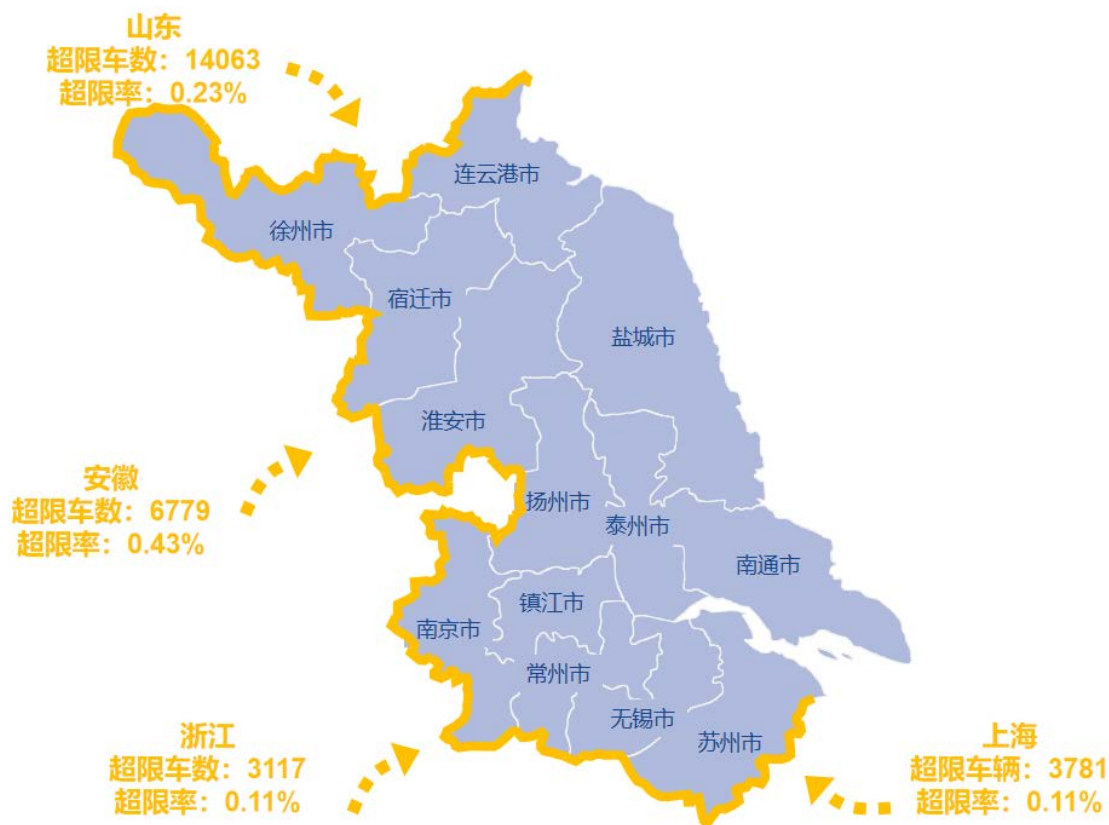 山东
超限车数：14063
超限率：0.23%
连云港市
徐州市
宿迁市
盐城市
淮安市
安徽
超限车数：6779
超限率：0.43%
扬州市
泰州市
南通市
镇江市
南京市
常州市
无锡市
苏州市
浙江
超限车数：3117
超限率：0.11%
上海
超限车辆：3781
超限率：0.11%